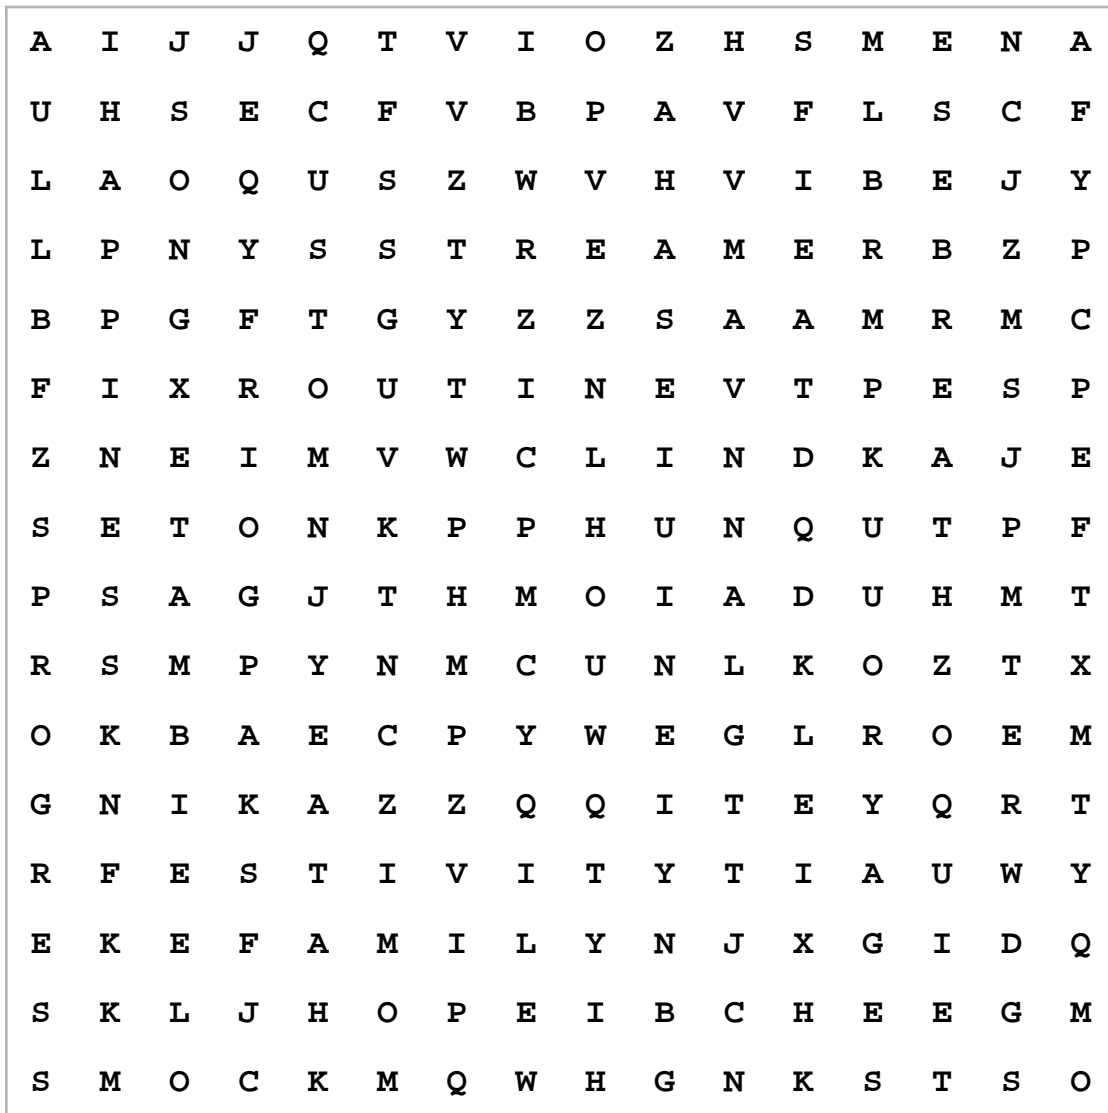 A I J J Q T V I O Z H S M E N A
U H S E C F V B P A V F L S C F
L A O Q U S Z W V H V I B E J Y
L P N Y S S T R E A M E R B Z P
B P G F T G Y Z Z S A A M R M C
F I X R O U T I N E V T P E S P
Z N E I M V W C L I N D K A J E
S E T O N K P P H U N Q U T P F
P S A G J T H M O I A D U H M T
R S M P Y N M C U N L K O Z T X
O K B A E C P Y W E G L R O E M
G N I K A Z Z Q Q I T E Y Q R T
R F E S T I V I T Y T I A U W Y
E K E F A M I L Y N J X G I D Q
S K L J H O P E I B C H E E G M
S M O C K M Q W H G N K S T S O